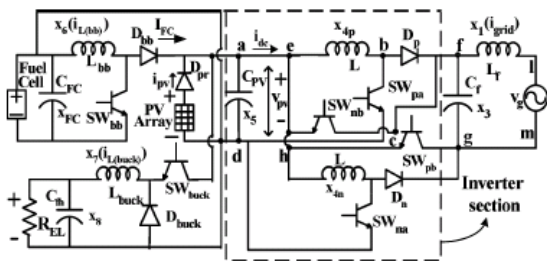 x6(iL(bb)) Dbb IFC idc x4p b Dp f x1(igrid)
a e
Fuel Cell Lbb L Lf l
Dpr ipv + CPV + vpv - SWpa Cf vg
CFC xFC SWbb PV Array x5 SWnb x3 m
- d h c g
x7(iL(buck)) L SWpb
SWbuck x4n Dn Inverter section
+ Cth Lbuck SWna
REL x8 Dbuck
-